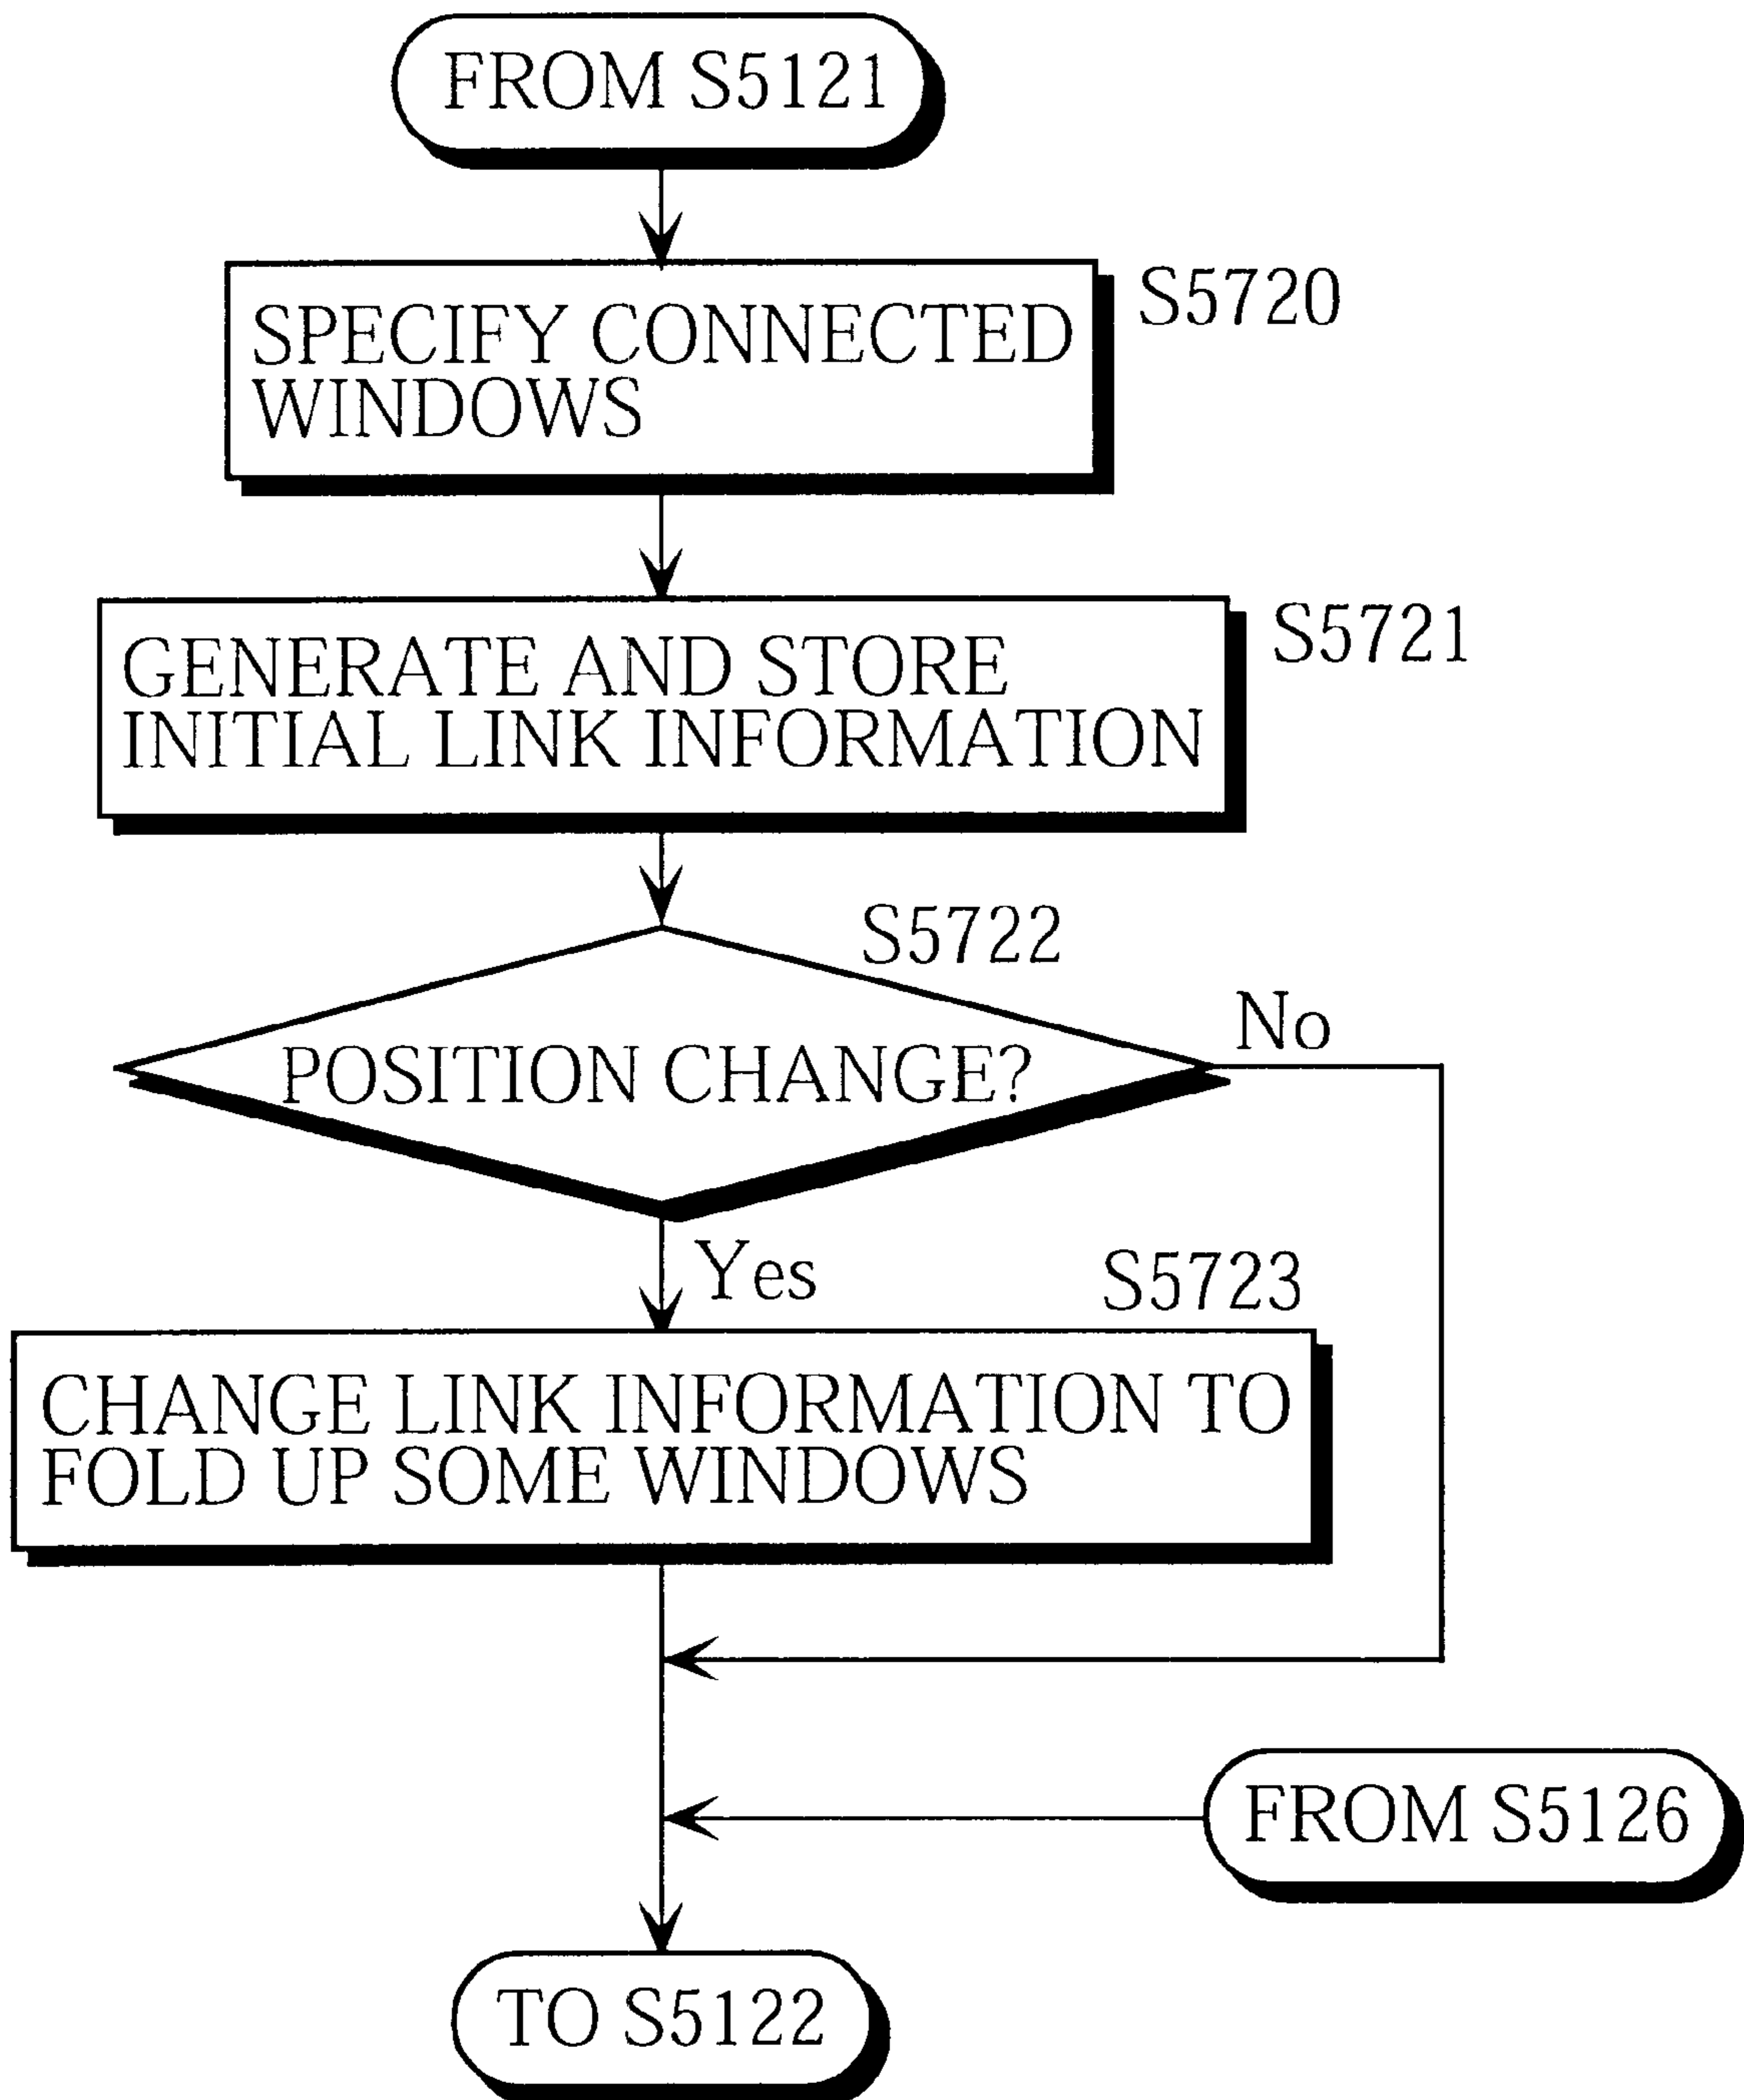 FROM S5121
S5720
SPECIFY CONNECTED
WINDOWS
S5721
GENERATE AND STORE
INITIAL LINK INFORMATION
S5722
No
POSITION CHANGE?
Yes
S5723
CHANGE LINK INFORMATION TO
FOLD UP SOME WINDOWS
FROM S5126
TO S5122